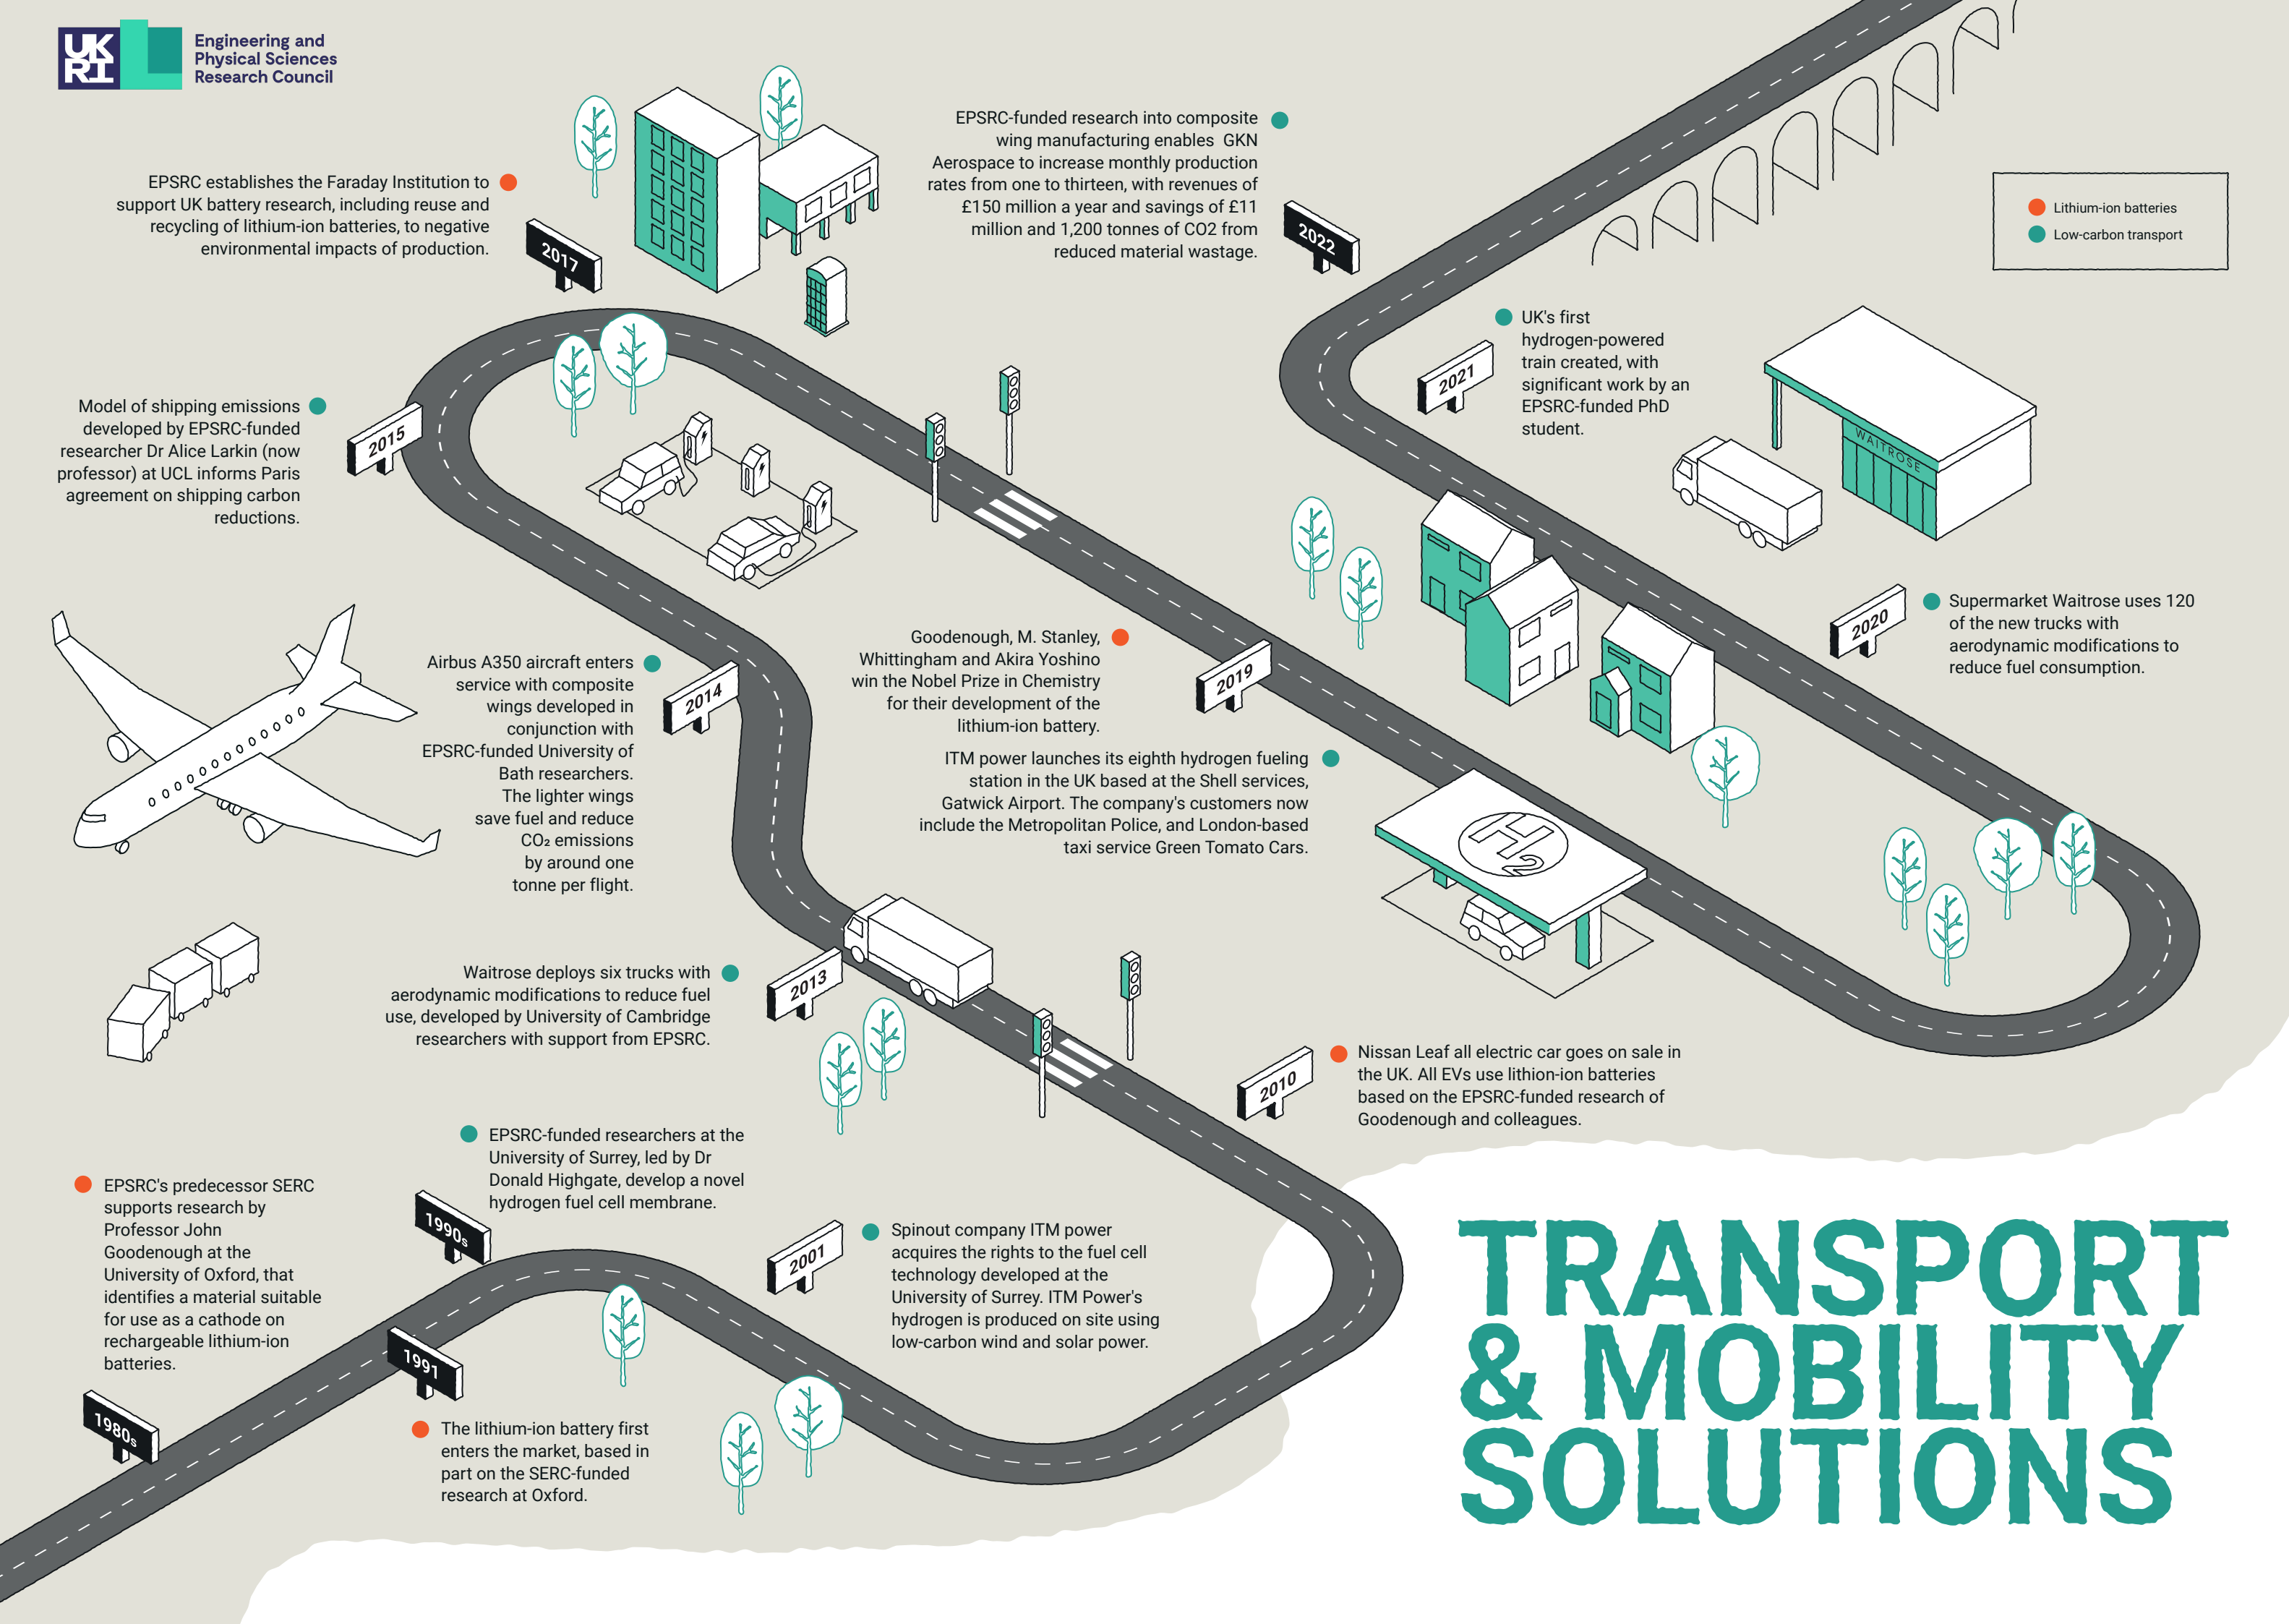 UK
RI
Engineering and
Physical Sciences
Research Council
EPSRC establishes the Faraday Institution to
support UK battery research, including reuse and
recycling of lithium-ion batteries, to negative
environmental impacts of production.
2017
EPSRC-funded research into composite
wing manufacturing enables GKN
Aerospace to increase monthly production
rates from one to thirteen, with revenues of
£150 million a year and savings of £11
million and 1,200 tonnes of CO2 from
reduced material wastage.
2022
Lithium-ion batteries
Low-carbon transport
UK's first
hydrogen-powered
train created, with
significant work by an
EPSRC-funded PhD
student.
2021
WAITROSE
Model of shipping emissions
developed by EPSRC-funded
researcher Dr Alice Larkin (now
professor) at UCL informs Paris
agreement on shipping carbon
reductions.
2015
Supermarket Waitrose uses 120
of the new trucks with
aerodynamic modifications to
reduce fuel consumption.
2020
Airbus A350 aircraft enters
service with composite
wings developed in
conjunction with
EPSRC-funded University of
Bath researchers.
The lighter wings
save fuel and reduce
CO₂ emissions
by around one
tonne per flight.
2014
Goodenough, M. Stanley,
Whittingham and Akira Yoshino
win the Nobel Prize in Chemistry
for their development of the
lithium-ion battery.
2019
ITM power launches its eighth hydrogen fueling
station in the UK based at the Shell services,
Gatwick Airport. The company's customers now
include the Metropolitan Police, and London-based
taxi service Green Tomato Cars.
H2
Waitrose deploys six trucks with
aerodynamic modifications to reduce fuel
use, developed by University of Cambridge
researchers with support from EPSRC.
2013
2010
Nissan Leaf all electric car goes on sale in
the UK. All EVs use lithion-ion batteries
based on the EPSRC-funded research of
Goodenough and colleagues.
EPSRC-funded researchers at the
University of Surrey, led by Dr
Donald Highgate, develop a novel
hydrogen fuel cell membrane.
1990s
EPSRC's predecessor SERC
supports research by
Professor John
Goodenough at the
University of Oxford, that
identifies a material suitable
for use as a cathode on
rechargeable lithium-ion
batteries.
1980s
2001
Spinout company ITM power
acquires the rights to the fuel cell
technology developed at the
University of Surrey. ITM Power's
hydrogen is produced on site using
low-carbon wind and solar power.
1991
The lithium-ion battery first
enters the market, based in
part on the SERC-funded
research at Oxford.
TRANSPORT
& MOBILITY
SOLUTIONS